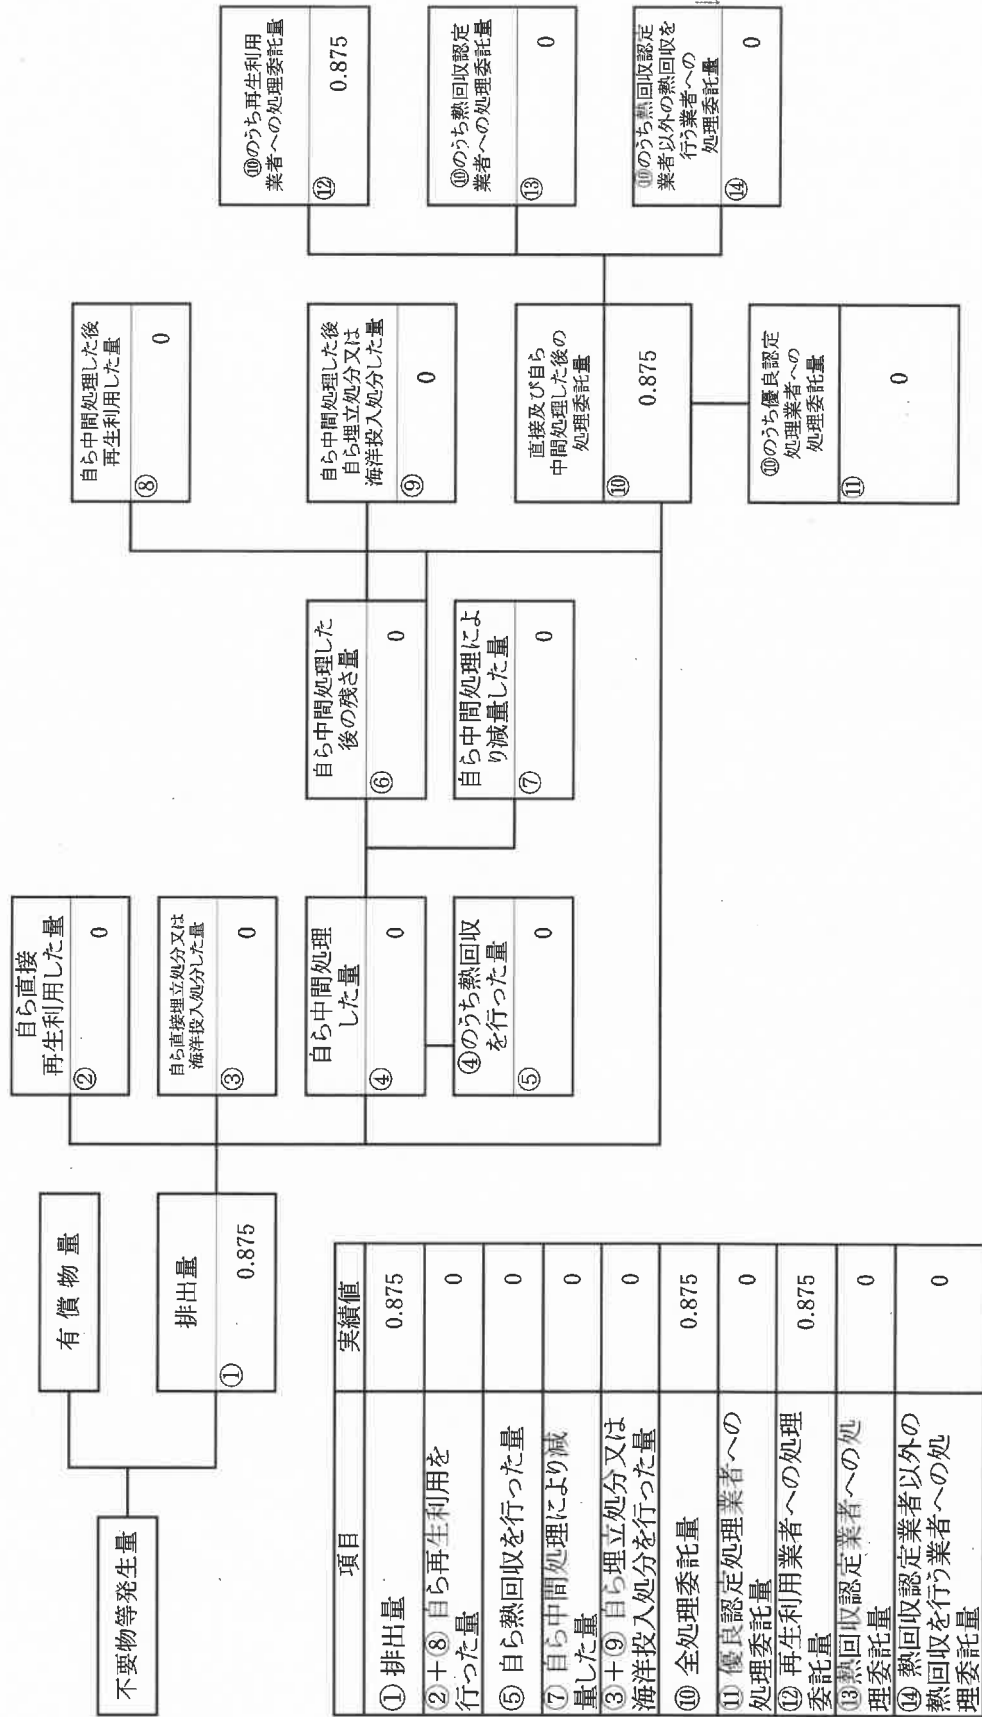 不要物等発生量
有償物量
排出量
①
0.875
自ら直接
再生利用した量
②
0
自ら直接埋立処分又は
海洋投入処分した量
③
0
自ら中間処理
した量
④
0
④のうち熱回収
を行った量
⑤
0
自ら中間処理した
後の残さ量
⑥
0
自ら中間処理によ
り減量した量
⑦
0
自ら中間処理した後
再生利用した量
⑧
0
自ら中間処理した後
自ら埋立処分又は
海洋投入処分した量
⑨
0
直接及び自ら
中間処理した後の
処理委託量
⑩
0.875
⑩のうち優良認定
処理業者への
処理委託量
⑪
0
⑩のうち再生利用
業者への処理委託量
⑫
0.875
⑩のうち熱回収認定
業者への処理委託量
⑬
0
⑩のうち熱回収認定
業者以外の熱回収を
行う業者への
処理委託量
⑭
0
項目 実績値
① 排出量 0.875
②+⑧ 自ら再生利用を
行った量 0
⑤ 自ら熱回収を行った量 0
⑦ 自ら中間処理により減
量した量 0
③+⑨ 自ら埋立処分又は
海洋投入処分を行った量 0
⑩ 全処理委託量 0.875
⑪ 優良認定処理業者への
処理委託量 0
⑫ 再生利用業者への処理
委託量 0.875
⑬ 熱回収認定業者への処
理委託量 0
⑭ 熱回収認定業者以外の
熱回収を行う業者への処
理委託量 0